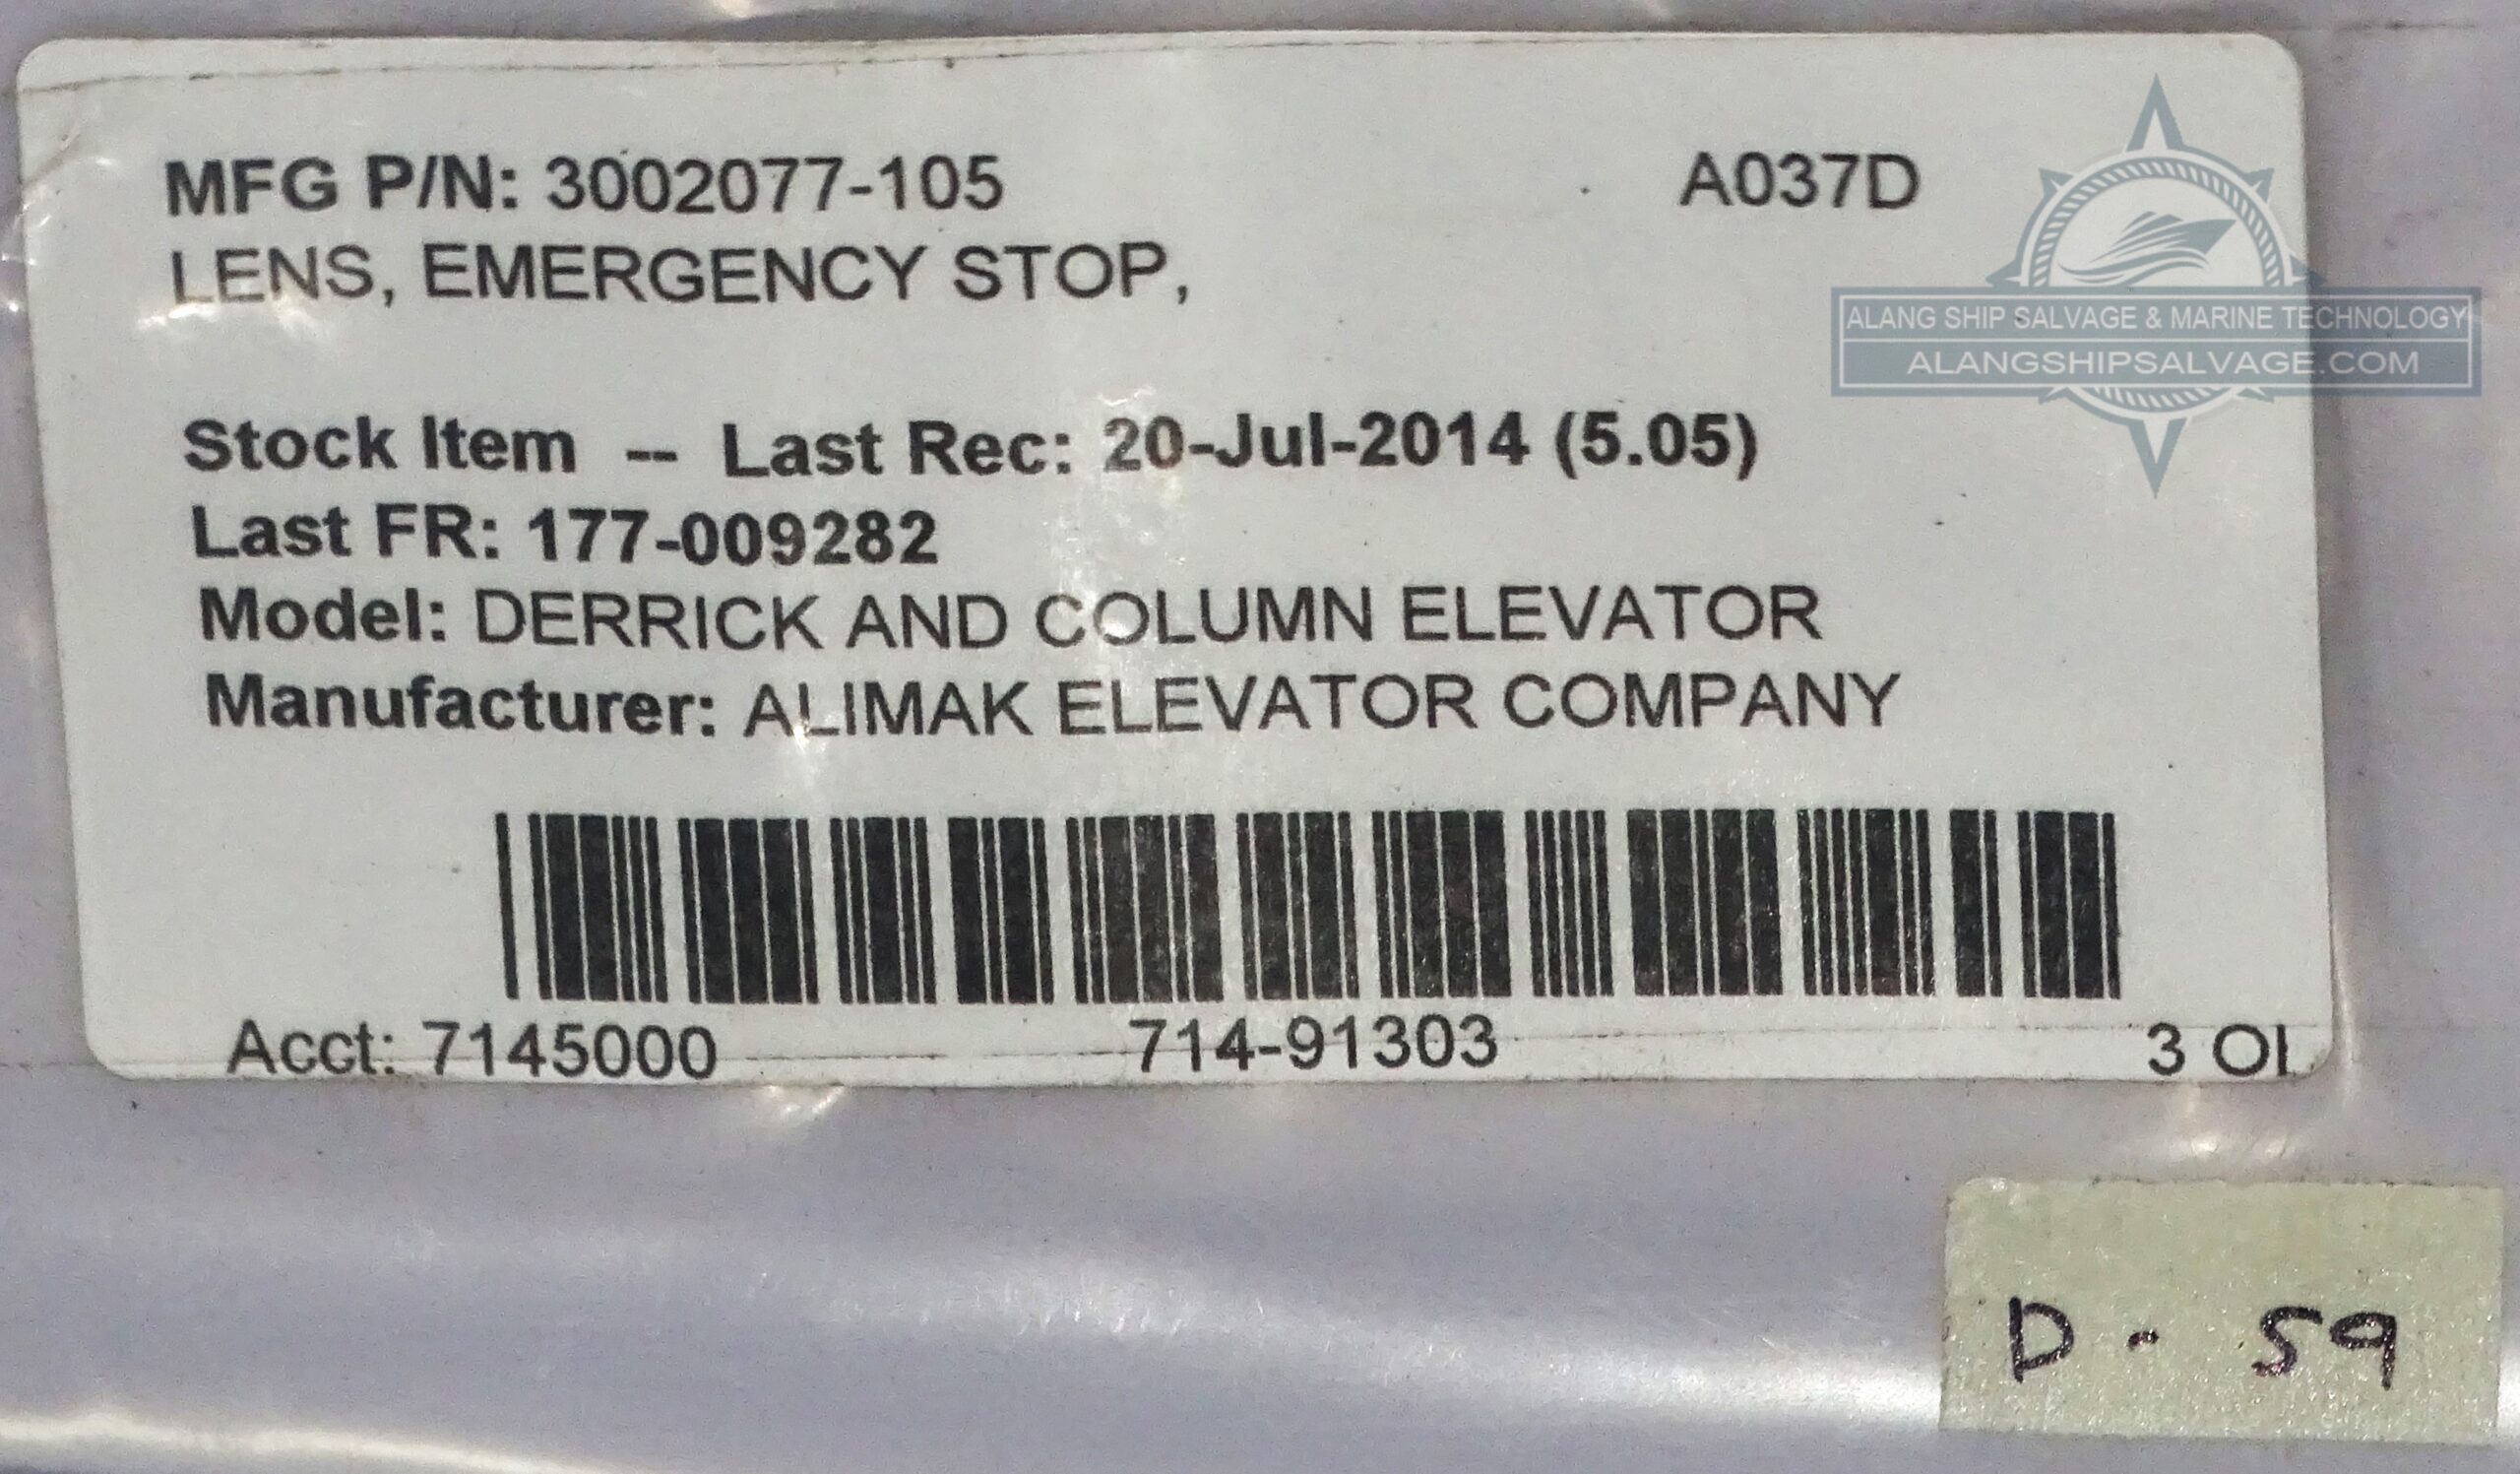 MFG P/N: 3002077-105 A037D
LENS, EMERGENCY STOP,
ALANG SHIP SALVAGE & MARINE TECHNOLOGY
ALANGSHIPSALVAGE.COM
Stock Item -- Last Rec: 20-Jul-2014 (5.05)
Last FR: 177-009282
Model: DERRICK AND COLUMN ELEVATOR
Manufacturer: ALIMAK ELEVATOR COMPANY
Acct: 7145000 714-91303 3 OI
D - 59